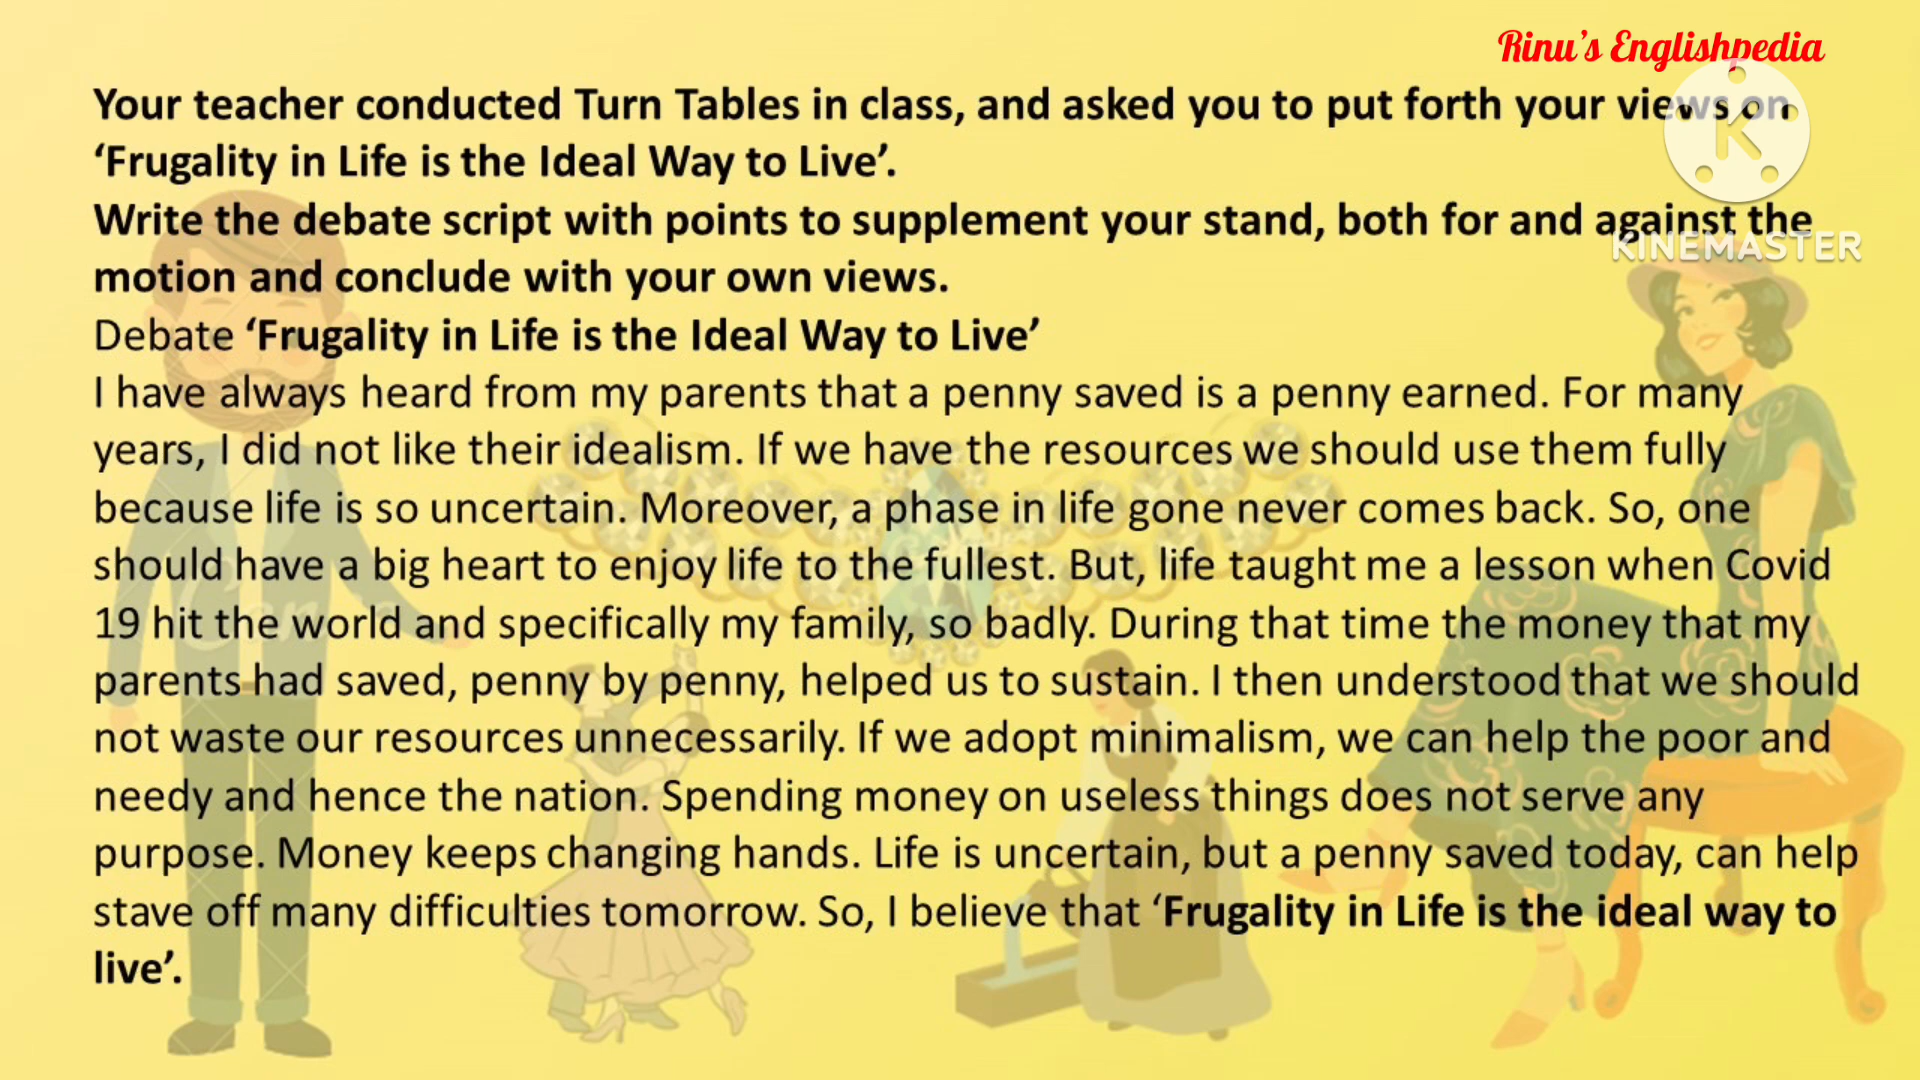 Rinu's Englishpedia
Your teacher conducted Turn Tables in class, and asked you to put forth your views on
‘Frugality in Life is the Ideal Way to Live’.
Write the debate script with points to supplement your stand, both for and against the
KINEMASTER
motion and conclude with your own views.
Debate ‘Frugality in Life is the Ideal Way to Live’
I have always heard from my parents that a penny saved is a penny earned. For many
years, I did not like their idealism. If we have the resources we should use them fully
because life is so uncertain. Moreover, a phase in life gone never comes back. So, one
should have a big heart to enjoy life to the fullest. But, life taught me a lesson when Covid
19 hit the world and specifically my family, so badly. During that time the money that my
parents had saved, penny by penny, helped us to sustain. I then understood that we should
not waste our resources unnecessarily. If we adopt minimalism, we can help the poor and
needy and hence the nation. Spending money on useless things does not serve any
purpose. Money keeps changing hands. Life is uncertain, but a penny saved today, can help
stave off many difficulties tomorrow. So, I believe that ‘Frugality in Life is the ideal way to
live’.